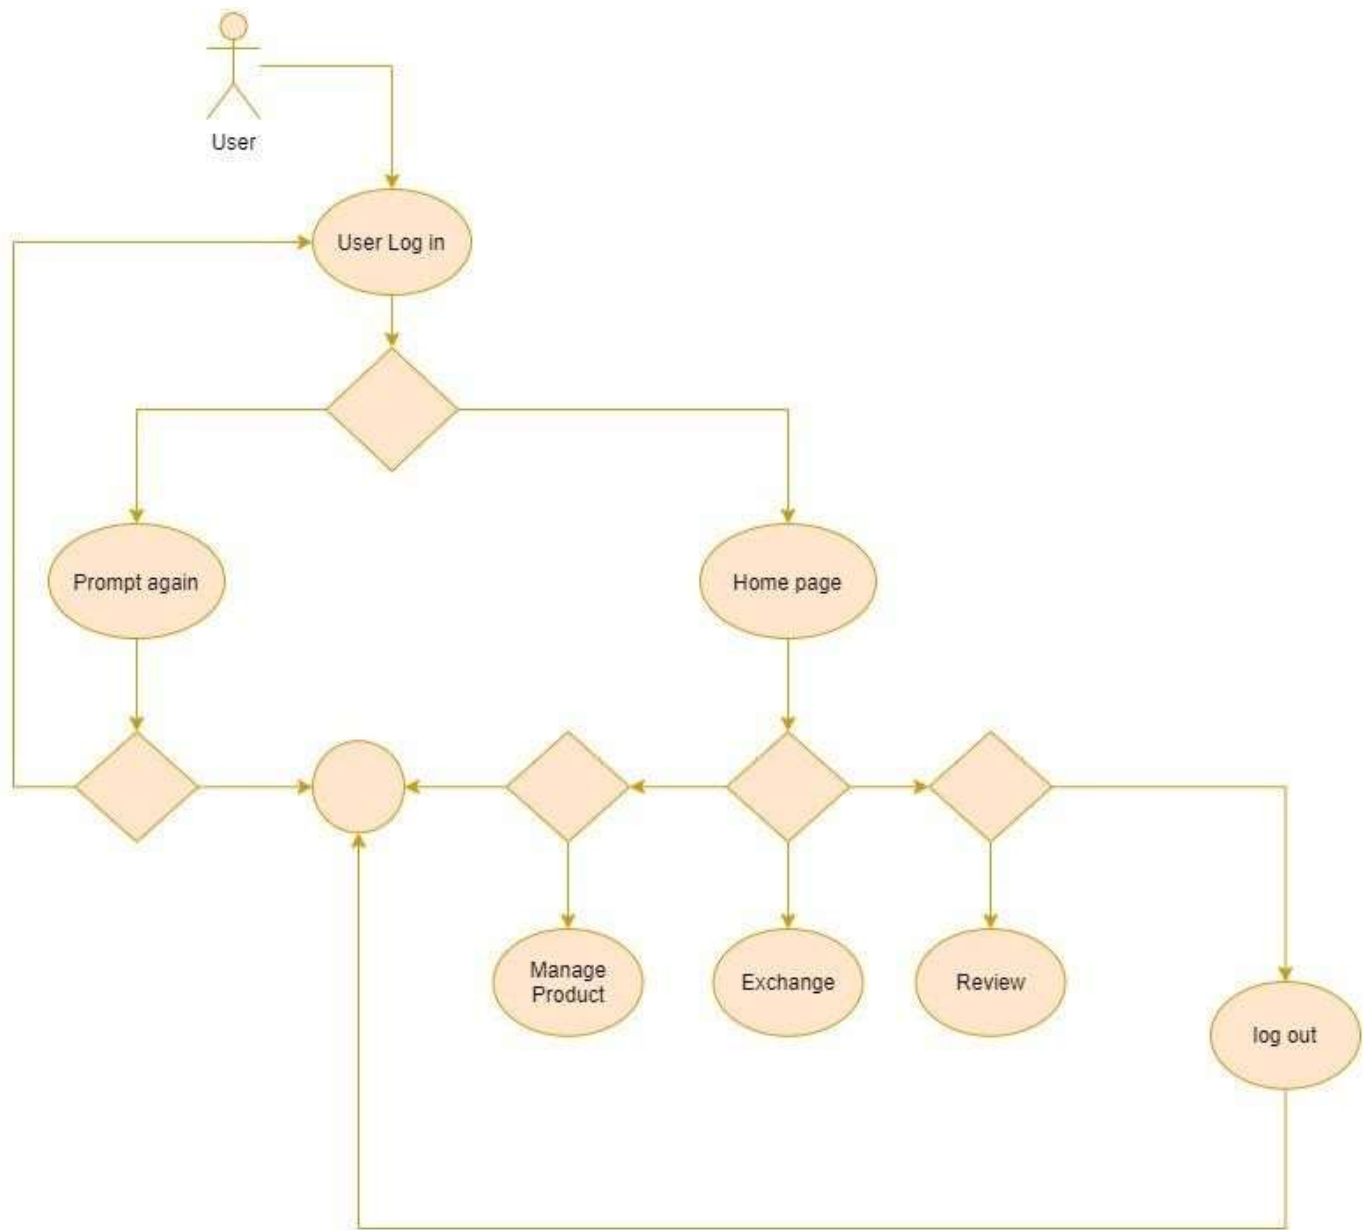 User
User Log in
Prompt again
Home page
Manage
Product
Exchange
Review
log out